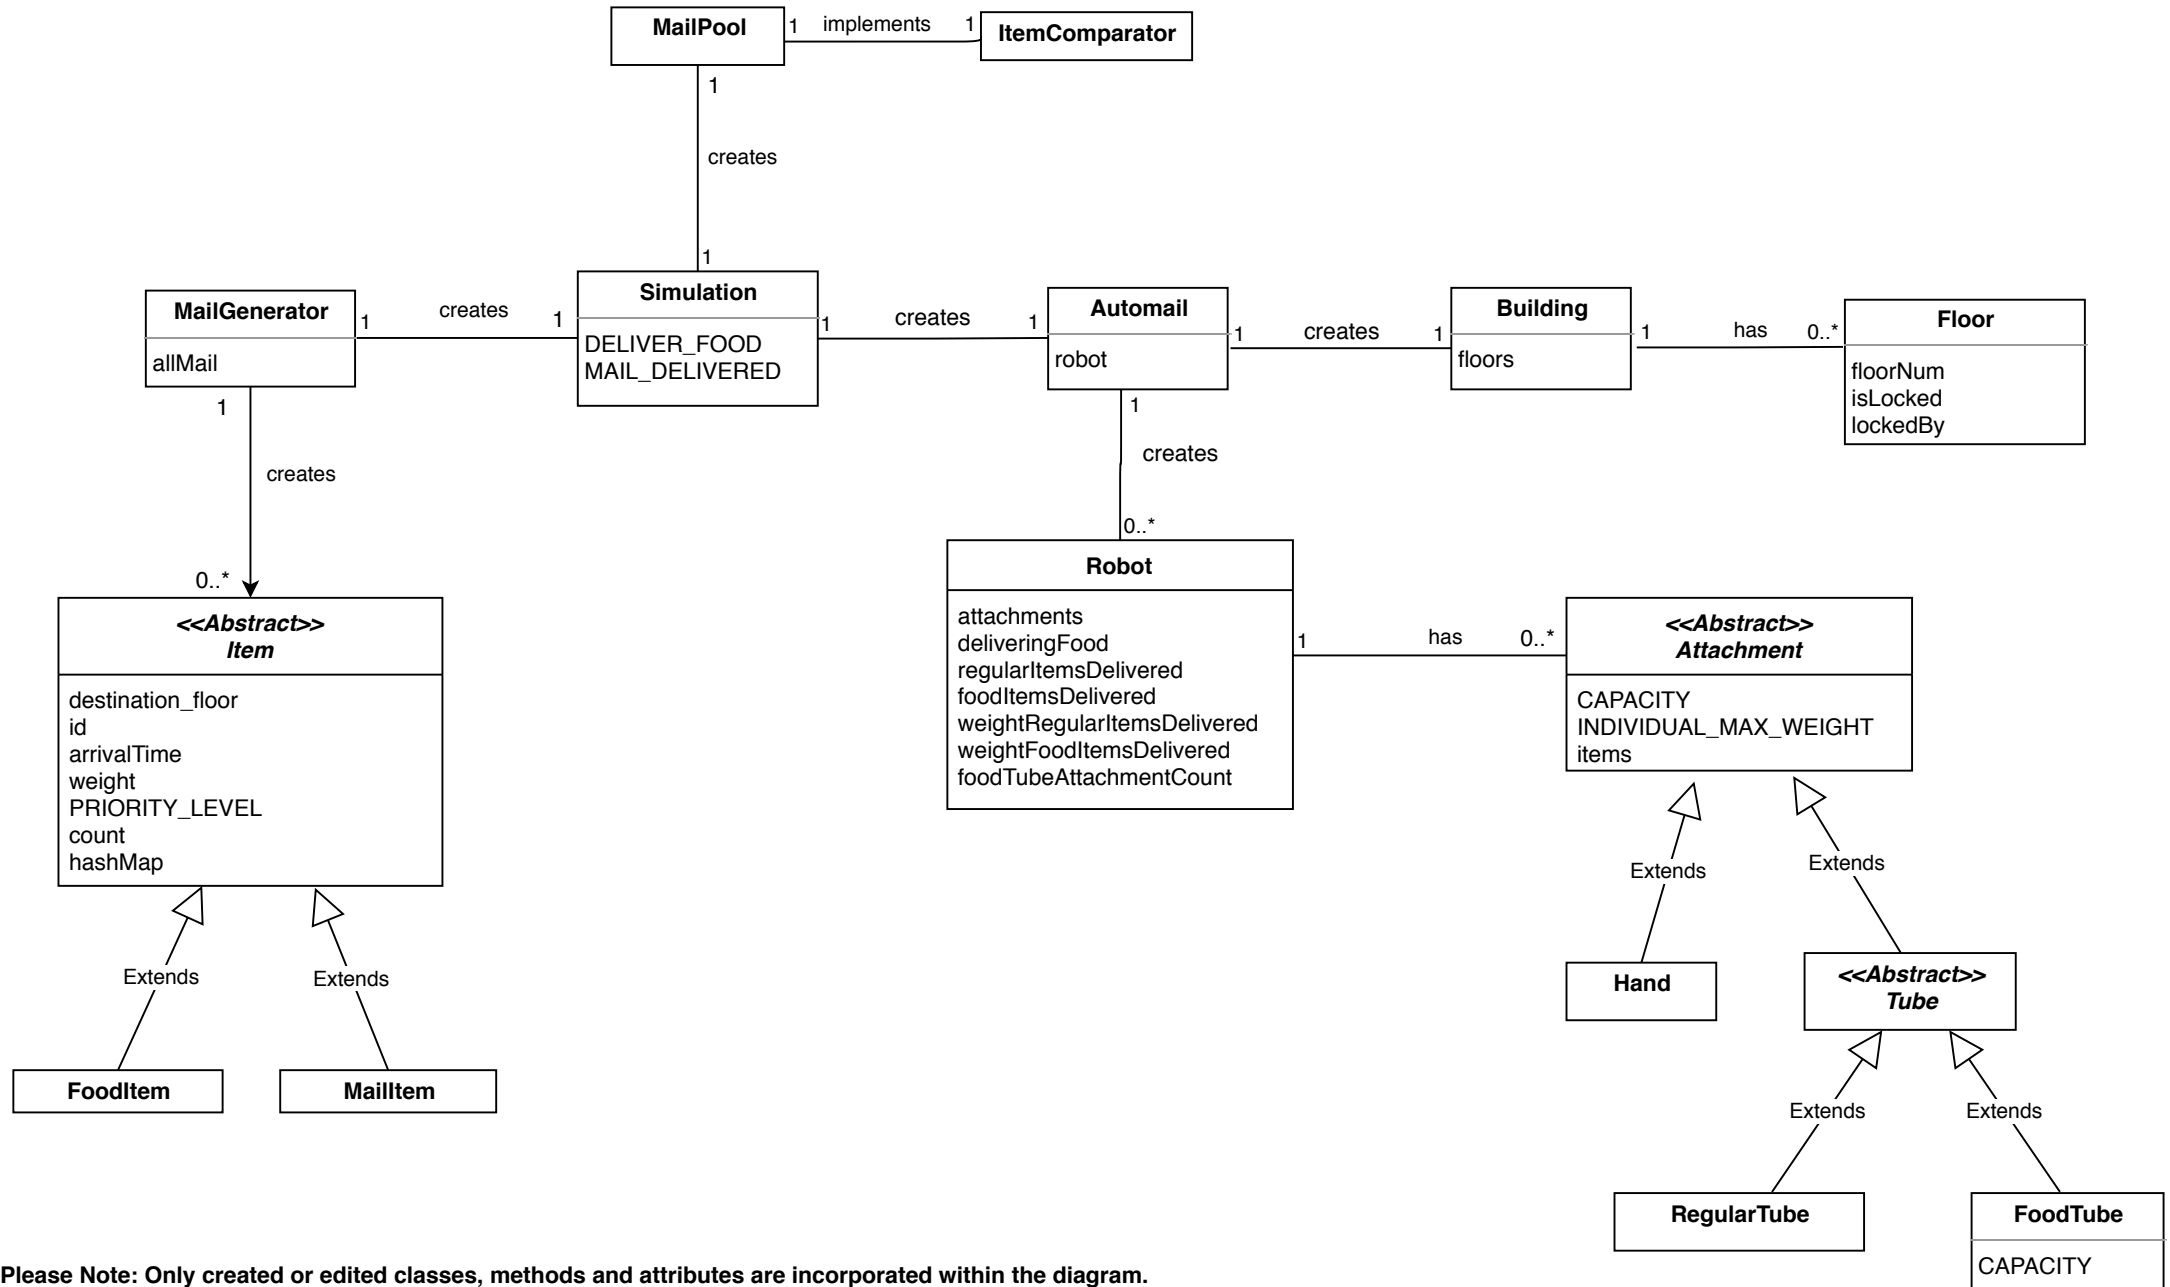 MailPool
1
implements
1
ItemComparator
1
creates
1
MailGenerator
allMail
1
creates
1
Simulation
DELIVER_FOOD
MAIL_DELIVERED
1
creates
1
Automail
robot
1
creates
1
Building
floors
1
has
0..*
Floor
floorNum
isLocked
lockedBy
1
creates
0..*
1
creates
0..*
<<Abstract>>
Item
destination_floor
id
arrivalTime
weight
PRIORITY_LEVEL
count
hashMap
Robot
attachments
deliveringFood
regularItemsDelivered
foodItemsDelivered
weightRegularItemsDelivered
weightFoodItemsDelivered
foodTubeAttachmentCount
1
has
0..*
<<Abstract>>
Attachment
CAPACITY
INDIVIDUAL_MAX_WEIGHT
items
Extends
Extends
Extends
Extends
FoodItem
MailItem
Hand
<<Abstract>>
Tube
Extends
Extends
RegularTube
FoodTube
CAPACITY
Please Note: Only created or edited classes, methods and attributes are incorporated within the diagram.